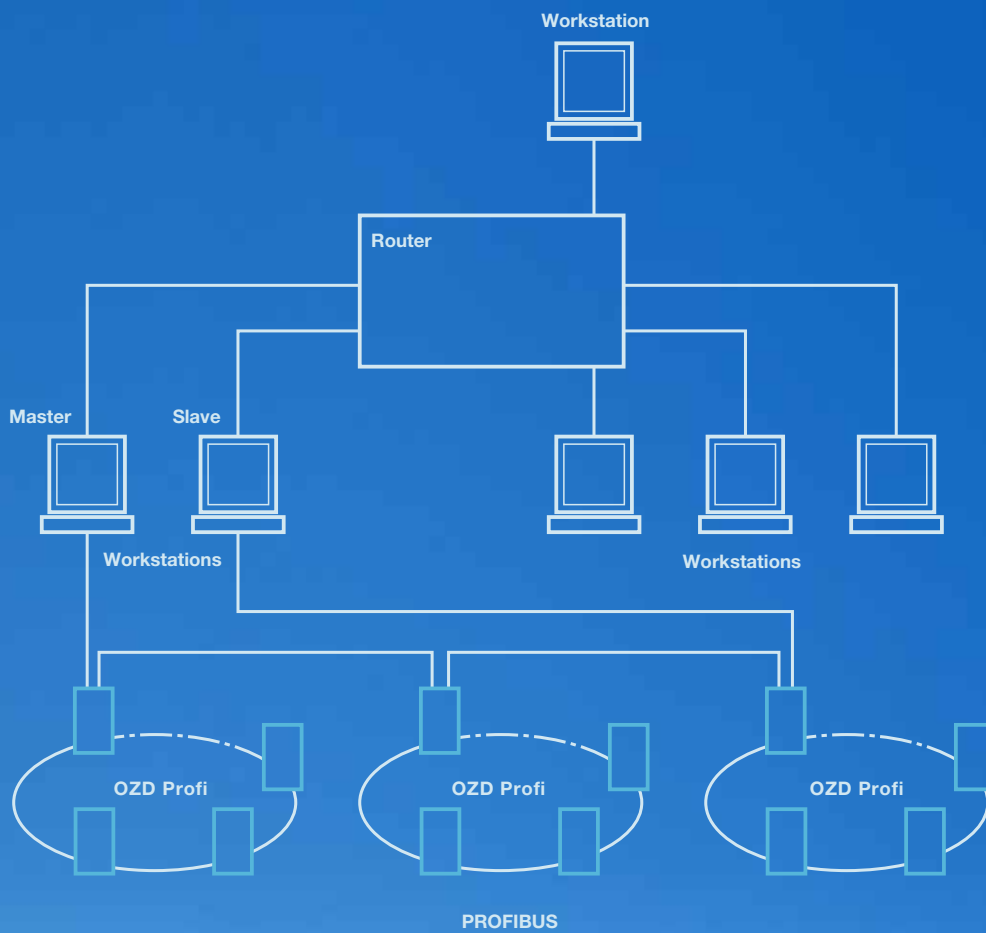 Workstation
Router
Master
Slave
Workstations
Workstations
OZD Profi
OZD Profi
OZD Profi
PROFIBUS